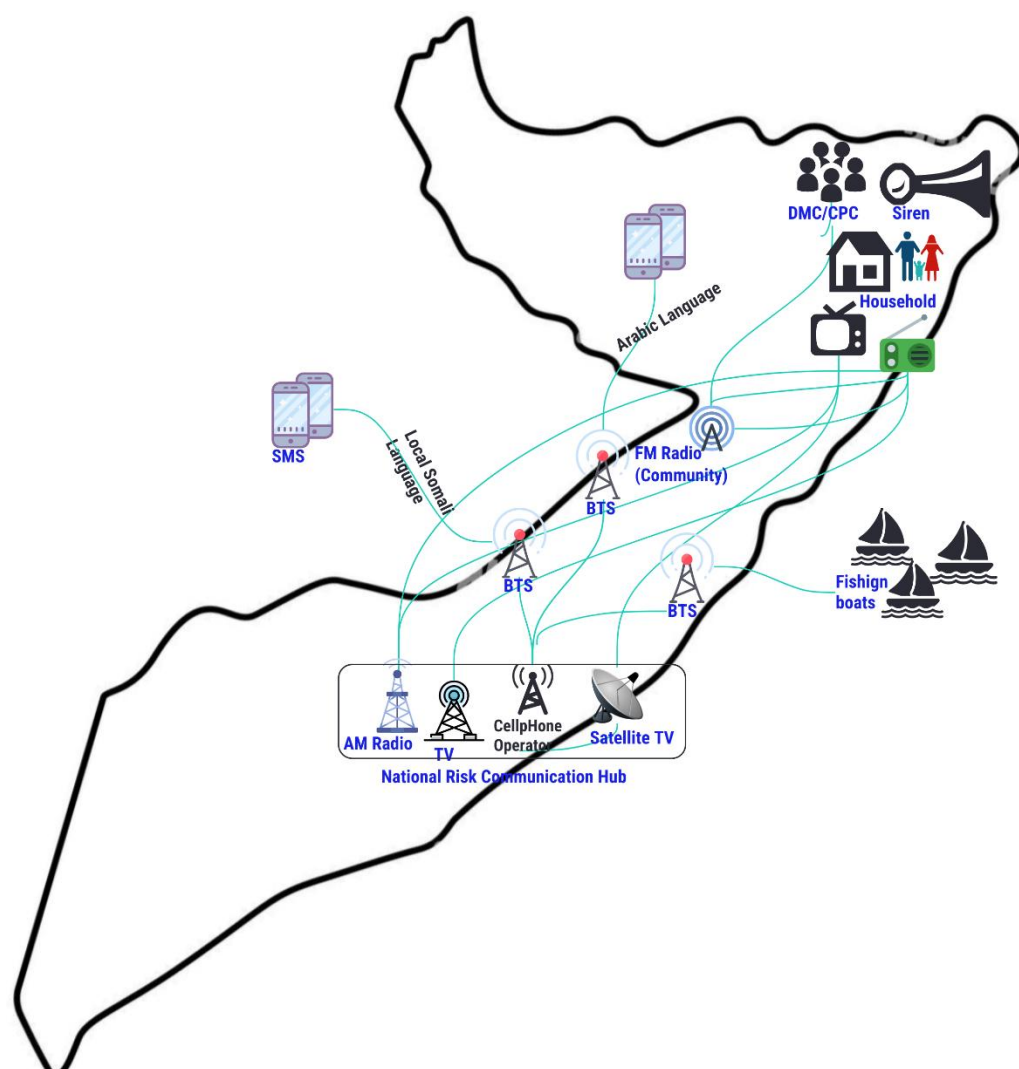 DMC/CPC
Siren
Household
Arabic Language
SMS
Local Somali
Language
FM Radio
(Community)
BTS
BTS
BTS
Fishign
boats
AM Radio
TV
CellpHone
Operator
Satellite TV
National Risk Communication Hub